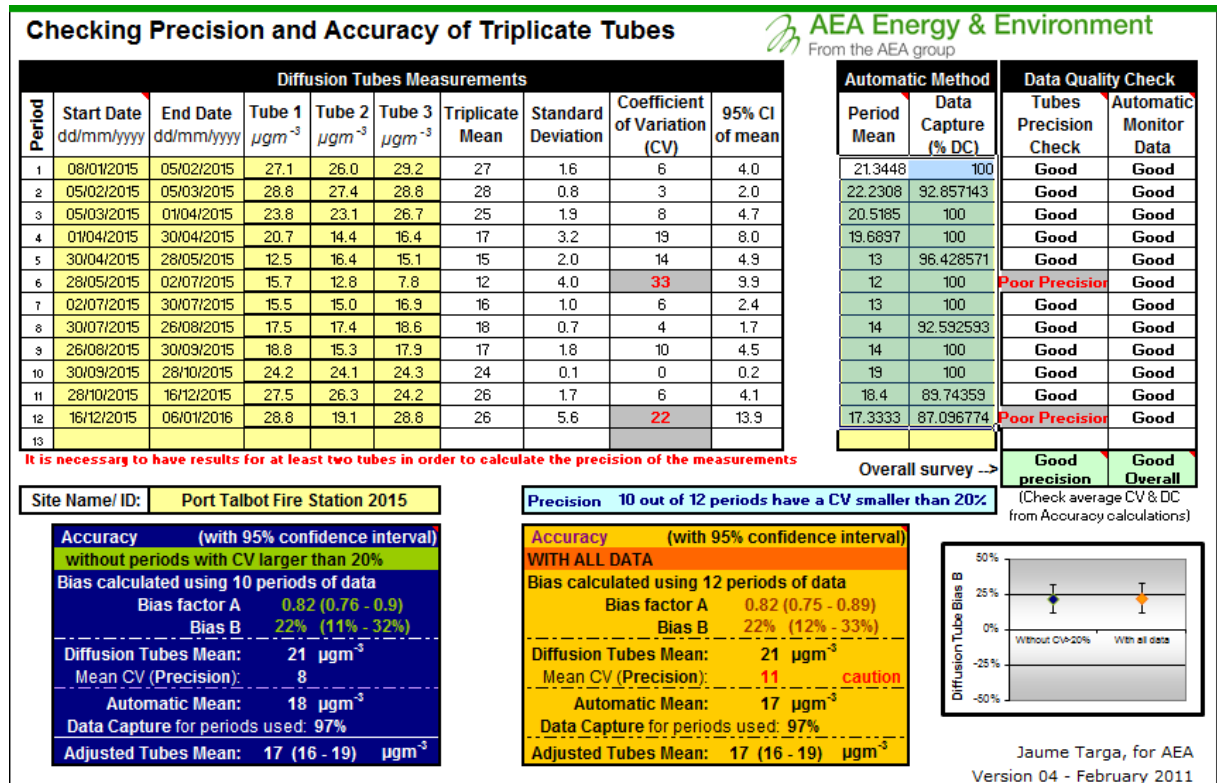 Checking Precision and Accuracy of Triplicate Tubes
AEA Energy & Environment
From the AEA group
Diffusion Tubes Measurements
Automatic Method
Data Quality Check
Period Start Date dd/mm/yyyy End Date dd/mm/yyyy Tube 1 µgm⁻³ Tube 2 µgm⁻³ Tube 3 µgm⁻³ Triplicate Mean Standard Deviation Coefficient of Variation (CV) 95% CI of mean Period Mean Data Capture (% DC) Tubes Precision Check Automatic Monitor Data
1 08/01/2015 05/02/2015 27.1 26.0 29.2 27 1.6 6 4.0 21.3448 100 Good Good
2 05/02/2015 05/03/2015 28.8 27.4 28.8 28 0.8 3 2.0 22.2308 92.857143 Good Good
3 05/03/2015 01/04/2015 23.8 23.1 26.7 25 1.9 8 4.7 20.5185 100 Good Good
4 01/04/2015 30/04/2015 20.7 14.4 16.4 17 3.2 19 8.0 19.6897 100 Good Good
5 30/04/2015 28/05/2015 12.5 16.4 15.1 15 2.0 14 4.9 13 96.428571 Good Good
6 28/05/2015 02/07/2015 15.7 12.8 7.8 12 4.0 33 9.9 12 100 Poor Precision Good
7 02/07/2015 30/07/2015 15.5 15.0 16.9 16 1.0 6 2.4 13 100 Good Good
8 30/07/2015 26/08/2015 17.5 17.4 18.6 18 0.7 4 1.7 14 92.592593 Good Good
9 26/08/2015 30/09/2015 18.8 15.3 17.9 17 1.8 10 4.5 14 100 Good Good
10 30/09/2015 28/10/2015 24.2 24.1 24.3 24 0.1 0 0.2 19 100 Good Good
11 28/10/2015 16/12/2015 27.5 26.3 24.2 26 1.7 6 4.1 18.4 89.74359 Good Good
12 16/12/2015 06/01/2016 28.8 19.1 28.8 26 5.6 22 13.9 17.3333 87.096774 Poor Precision Good
13
It is necessary to have results for at least two tubes in order to calculate the precision of the measurements
Overall survey --> Good precision Good Overall
(Check average CV & DC
from Accuracy calculations)
Site Name/ ID: Port Talbot Fire Station 2015
Precision 10 out of 12 periods have a CV smaller than 20%
Accuracy (with 95% confidence interval)
without periods with CV larger than 20%
Bias calculated using 10 periods of data
Bias factor A 0.82 (0.76 - 0.9)
Bias B 22% (11% - 32%)
Diffusion Tubes Mean: 21 µgm⁻³
Mean CV (Precision): 8
Automatic Mean: 18 µgm⁻³
Data Capture for periods used: 97%
Adjusted Tubes Mean: 17 (16 - 19) µgm⁻³
Accuracy (with 95% confidence interval)
WITH ALL DATA
Bias calculated using 12 periods of data
Bias factor A 0.82 (0.75 - 0.89)
Bias B 22% (12% - 33%)
Diffusion Tubes Mean: 21 µgm⁻³
Mean CV (Precision): 11 caution
Automatic Mean: 17 µgm⁻³
Data Capture for periods used: 97%
Adjusted Tubes Mean: 17 (16 - 19) µgm⁻³
Diffusion Tube Bias B
50%
25%
0%
-25%
-50%
Without CV>20% With all data
Jaume Targa, for AEA
Version 04 - February 2011